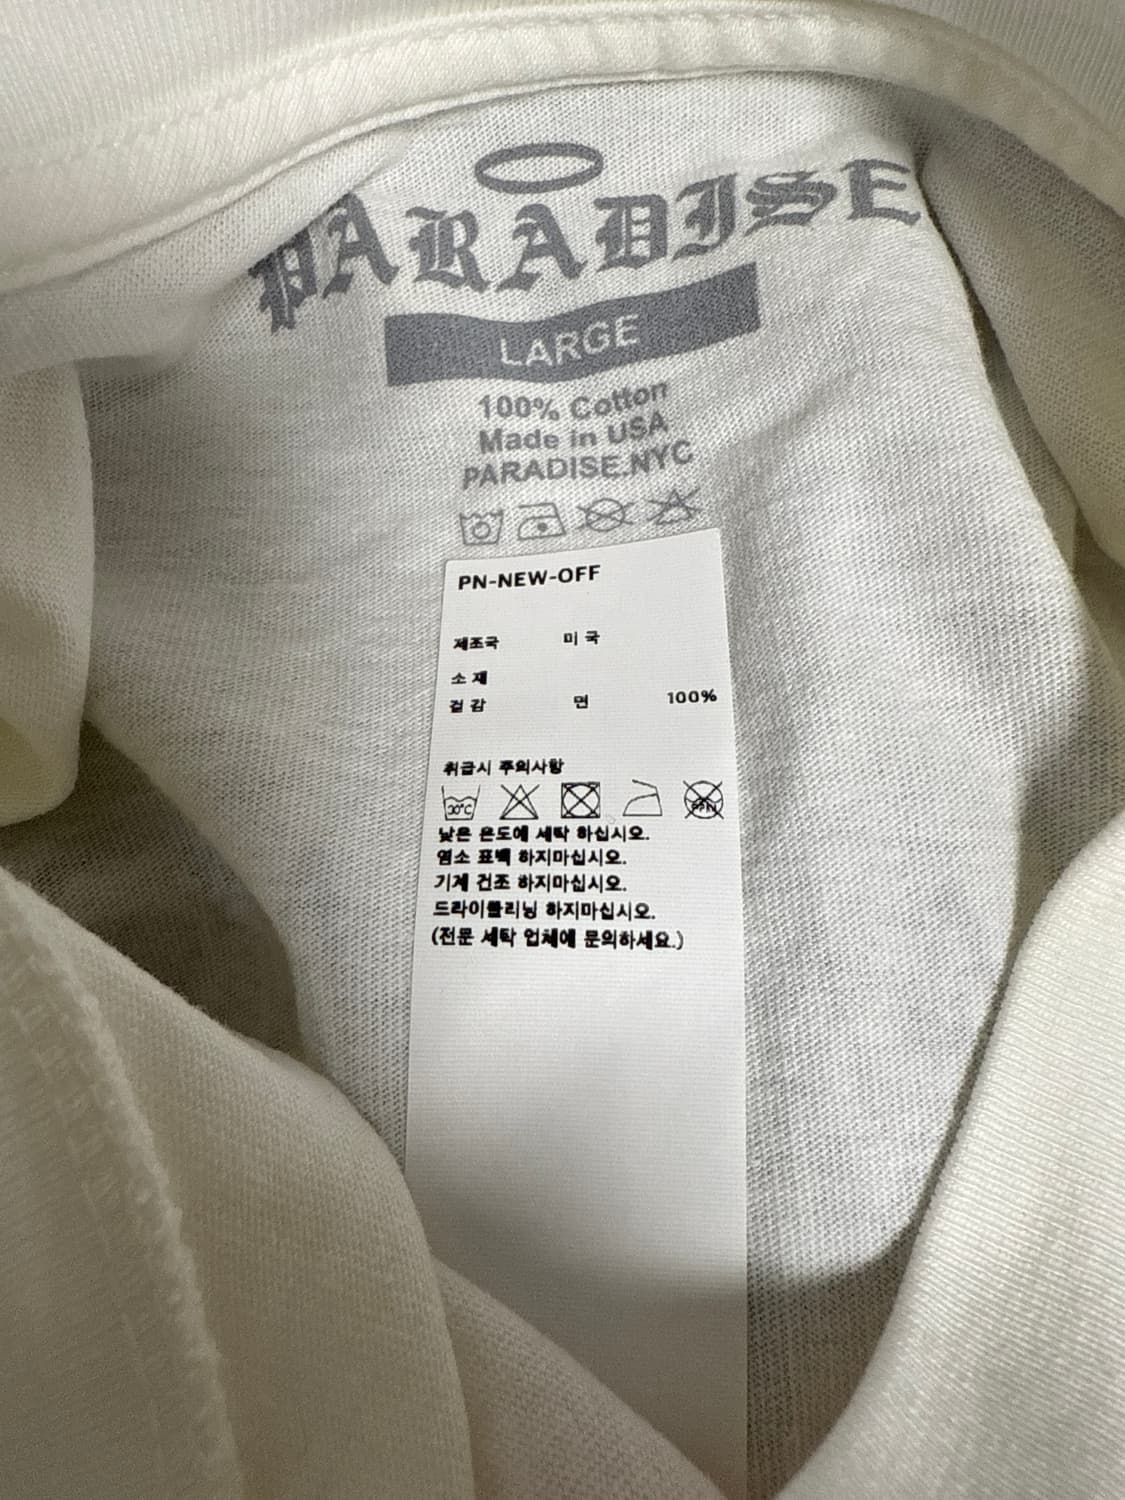 PARADISE
LARGE
100% Cotton
Made in USA
PARADISE.NYC
PN-NEW-OFF
제조국 미국
소재
겉감 면 100%
취급시 주의사항
30°C
낮은 온도에 세탁 하십시오.
염소 표백 하지마십시오.
기계 건조 하지마십시오.
드라이클리닝 하지마십시오.
(전문 세탁 업체에 문의하세요.)